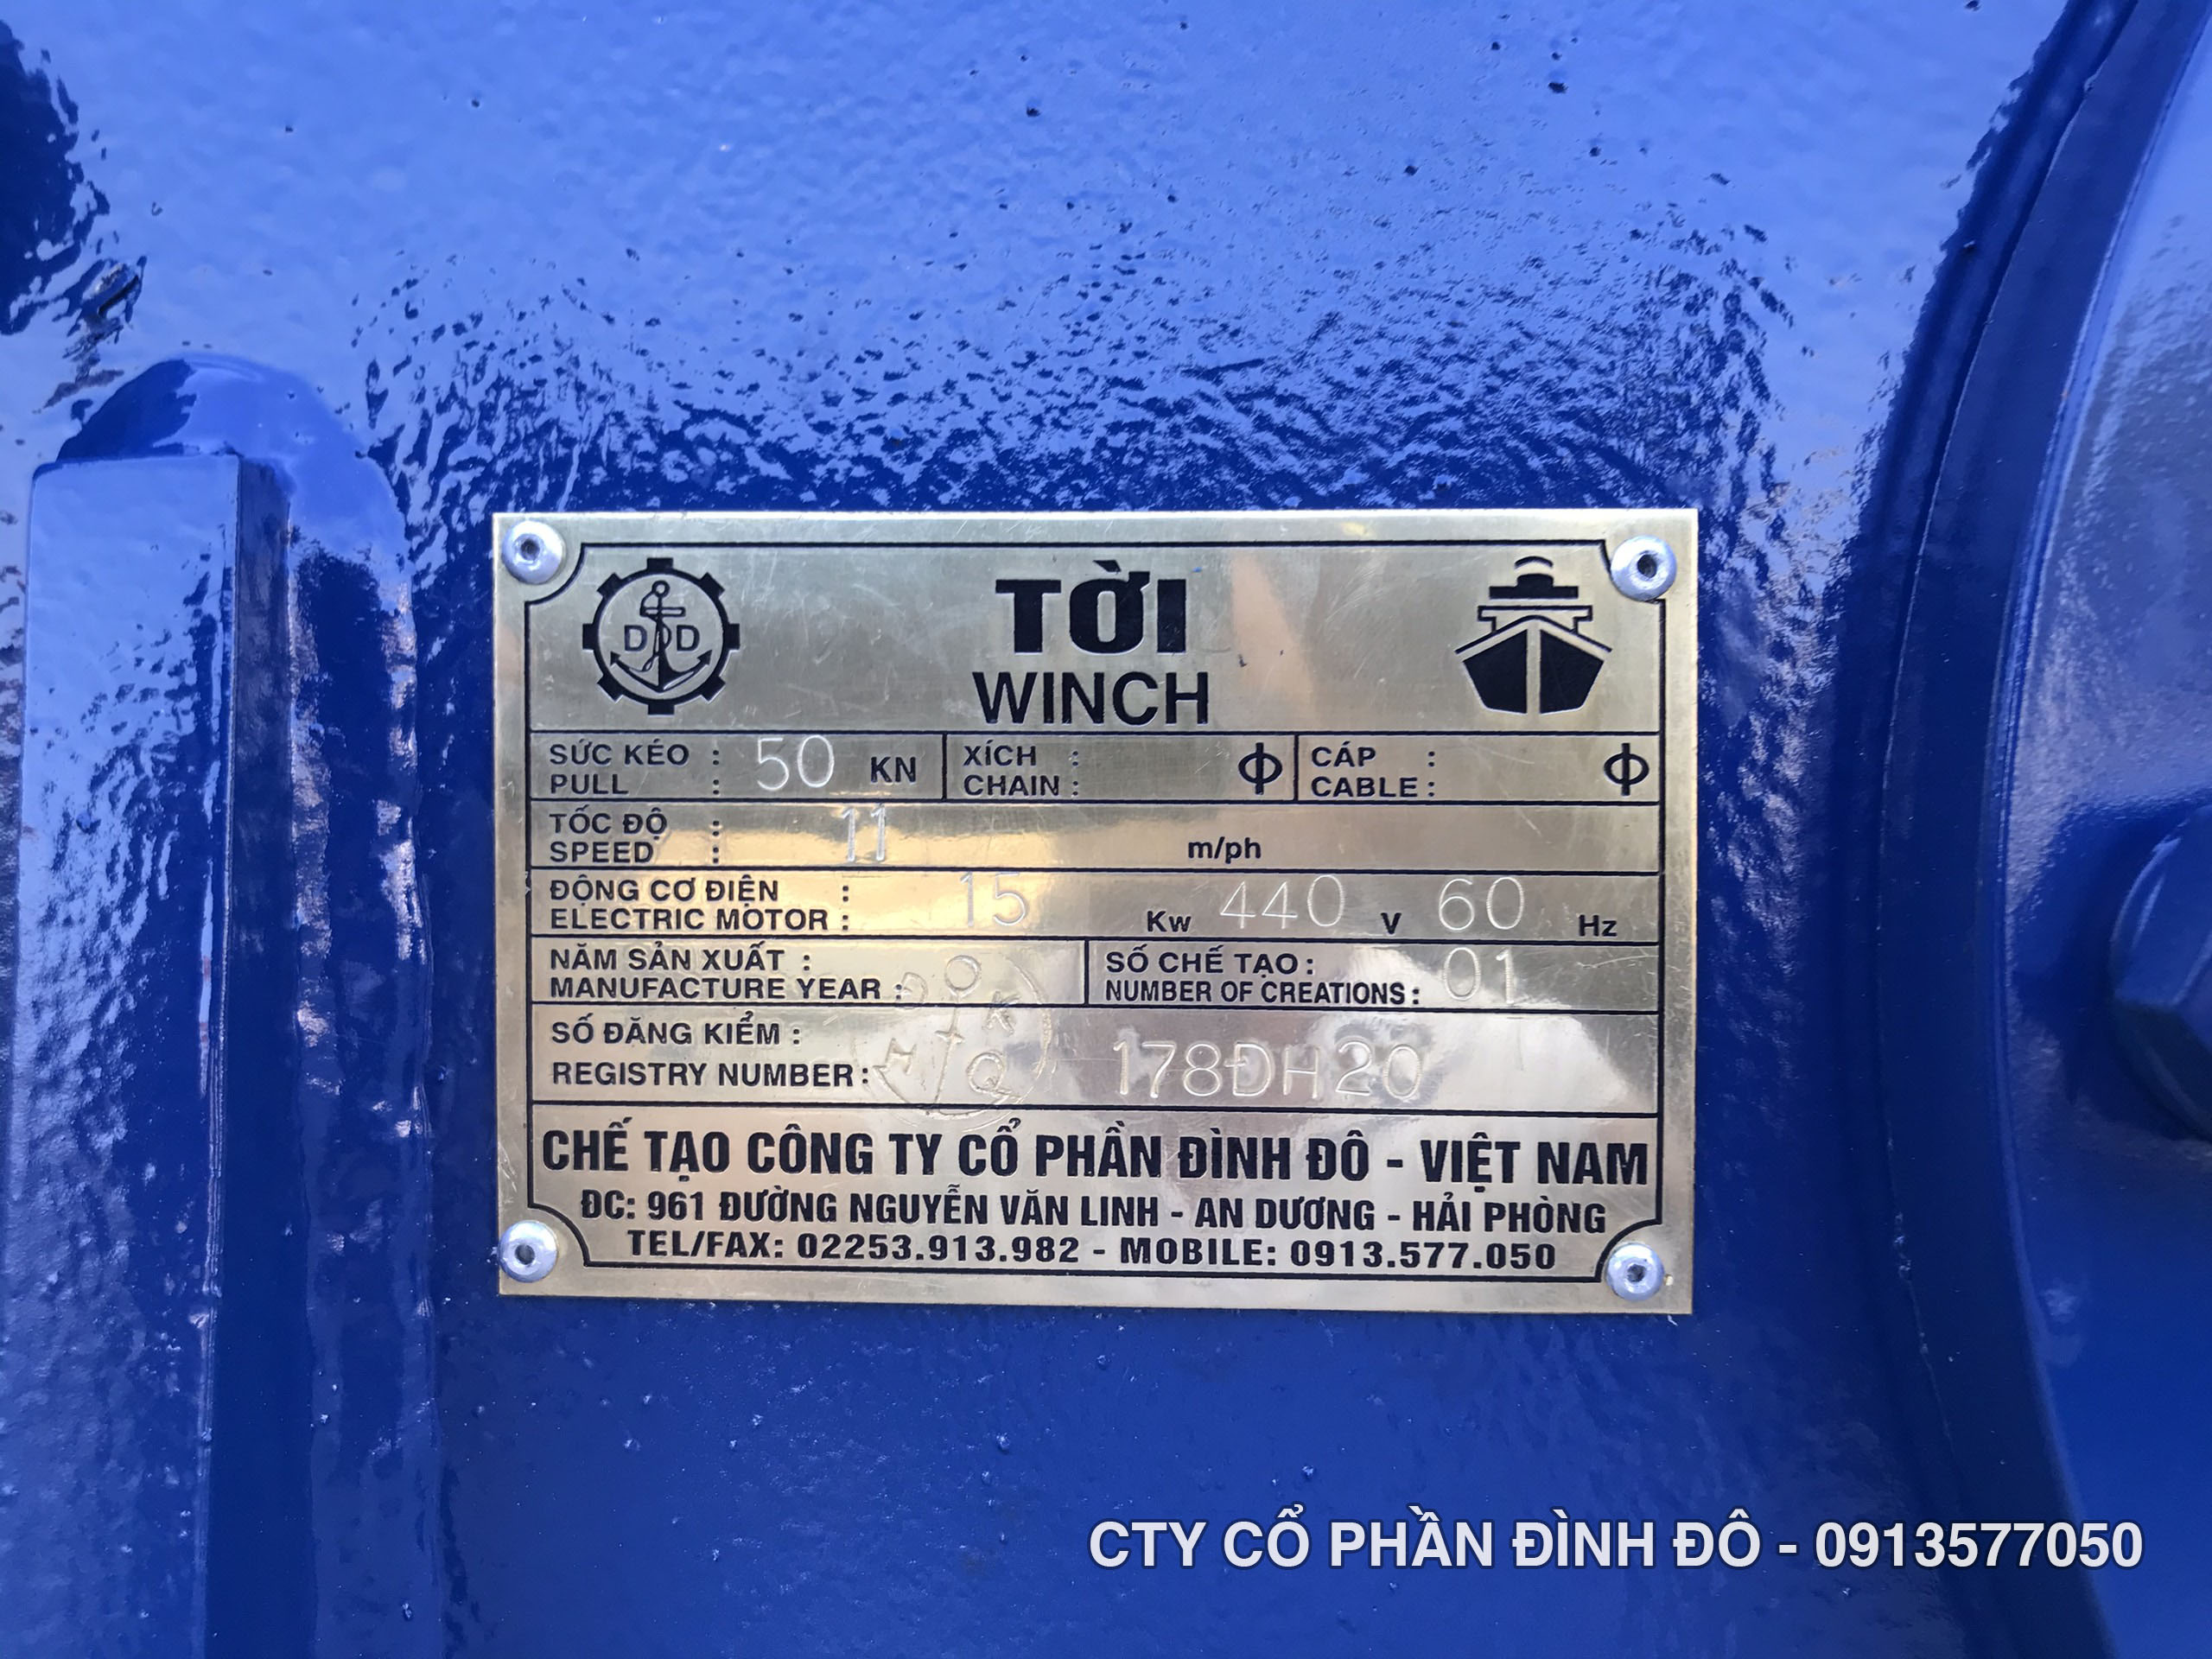 DDD
TỜI
WINCH
SỨC KÉO : 50 KN
PULL :
XÍCH : Φ
CHAIN :
CÁP : Φ
CABLE :
TỐC ĐỘ : 11 m/ph
SPEED :
ĐỘNG CƠ ĐIỆN : 15 Kw 440 V 60 Hz
ELECTRIC MOTOR :
NĂM SẢN XUẤT :
MANUFACTURE YEAR :
SỐ CHẾ TẠO : 01
NUMBER OF CREATIONS :
SỐ ĐĂNG KIỂM :
REGISTRY NUMBER : 178ĐH20
CHẾ TẠO CÔNG TY CỔ PHẦN ĐÌNH ĐÔ - VIỆT NAM
ĐC: 961 ĐƯỜNG NGUYỄN VĂN LINH - AN DƯƠNG - HẢI PHÒNG
TEL/FAX: 02253.913.982 - MOBILE: 0913.577.050
CTY CỔ PHẦN ĐÌNH ĐÔ - 0913577050